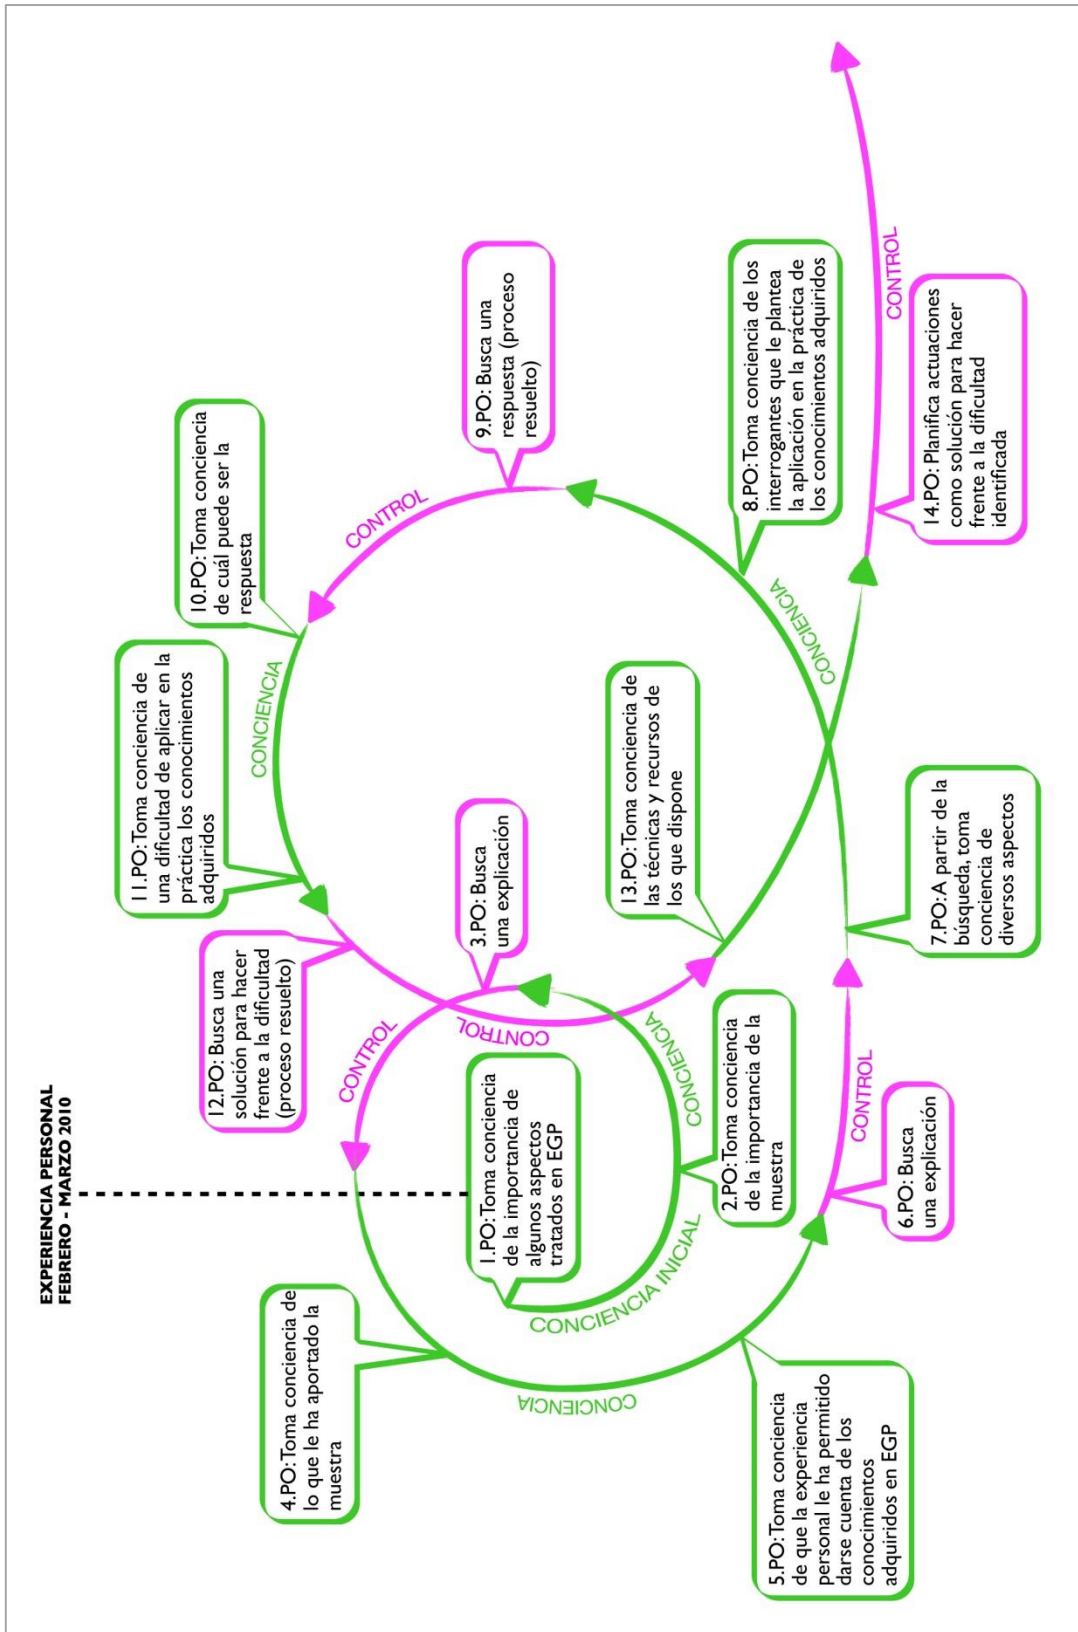 EXPERIENCIA PERSONAL
FEBRERO - MARZO 2010
1.PO: Toma conciencia
de la importancia de
algunos aspectos
tratados en EGP
CONCIENCIA INICIAL
2.PO: Toma conciencia
de la importancia de la
muestra
CONCIENCIA
3.PO: Busca
una explicación
CONTROL
4.PO: Toma conciencia de
lo que le ha aportado la
muestra
CONCIENCIA
5.PO: Toma conciencia
de que la experiencia
personal le ha permitido
darse cuenta de los
conocimientos
adquiridos en EGP
6.PO: Busca
una explicación
CONTROL
7.PO: A partir de la
búsqueda, toma
conciencia de
diversos aspectos
CONCIENCIA
8.PO: Toma conciencia de los
interrogantes que le plantea
la aplicación en la práctica de
los conocimientos adquiridos
9.PO: Busca una
respuesta (proceso
resuelto)
CONTROL
10.PO: Toma conciencia
de cuál puede ser la
respuesta
CONCIENCIA
11.PO: Toma conciencia de
una dificultad de aplicar en la
práctica los conocimientos
adquiridos
12.PO: Busca una
solución para hacer
frente a la dificultad
(proceso resuelto)
CONTROL
13.PO: Toma conciencia de
las técnicas y recursos de
los que dispone
14.PO: Planifica actuaciones
como solución para hacer
frente a la dificultad
identificada
CONTROL